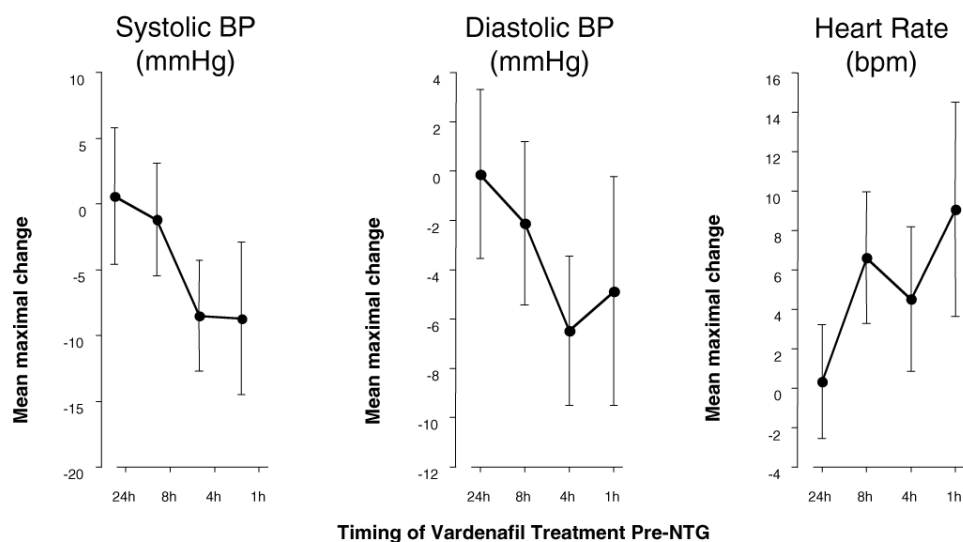 Systolic BP
(mmHg)
Diastolic BP
(mmHg)
Heart Rate
(bpm)
Mean maximal change
10
5
0
-5
-10
-15
-20
24h 8h 4h 1h
Mean maximal change
4
2
0
-2
-4
-6
-8
-10
-12
24h 8h 4h 1h
Mean maximal change
16
14
12
10
8
6
4
2
0
-2
-4
24h 8h 4h 1h
Timing of Vardenafil Treatment Pre-NTG